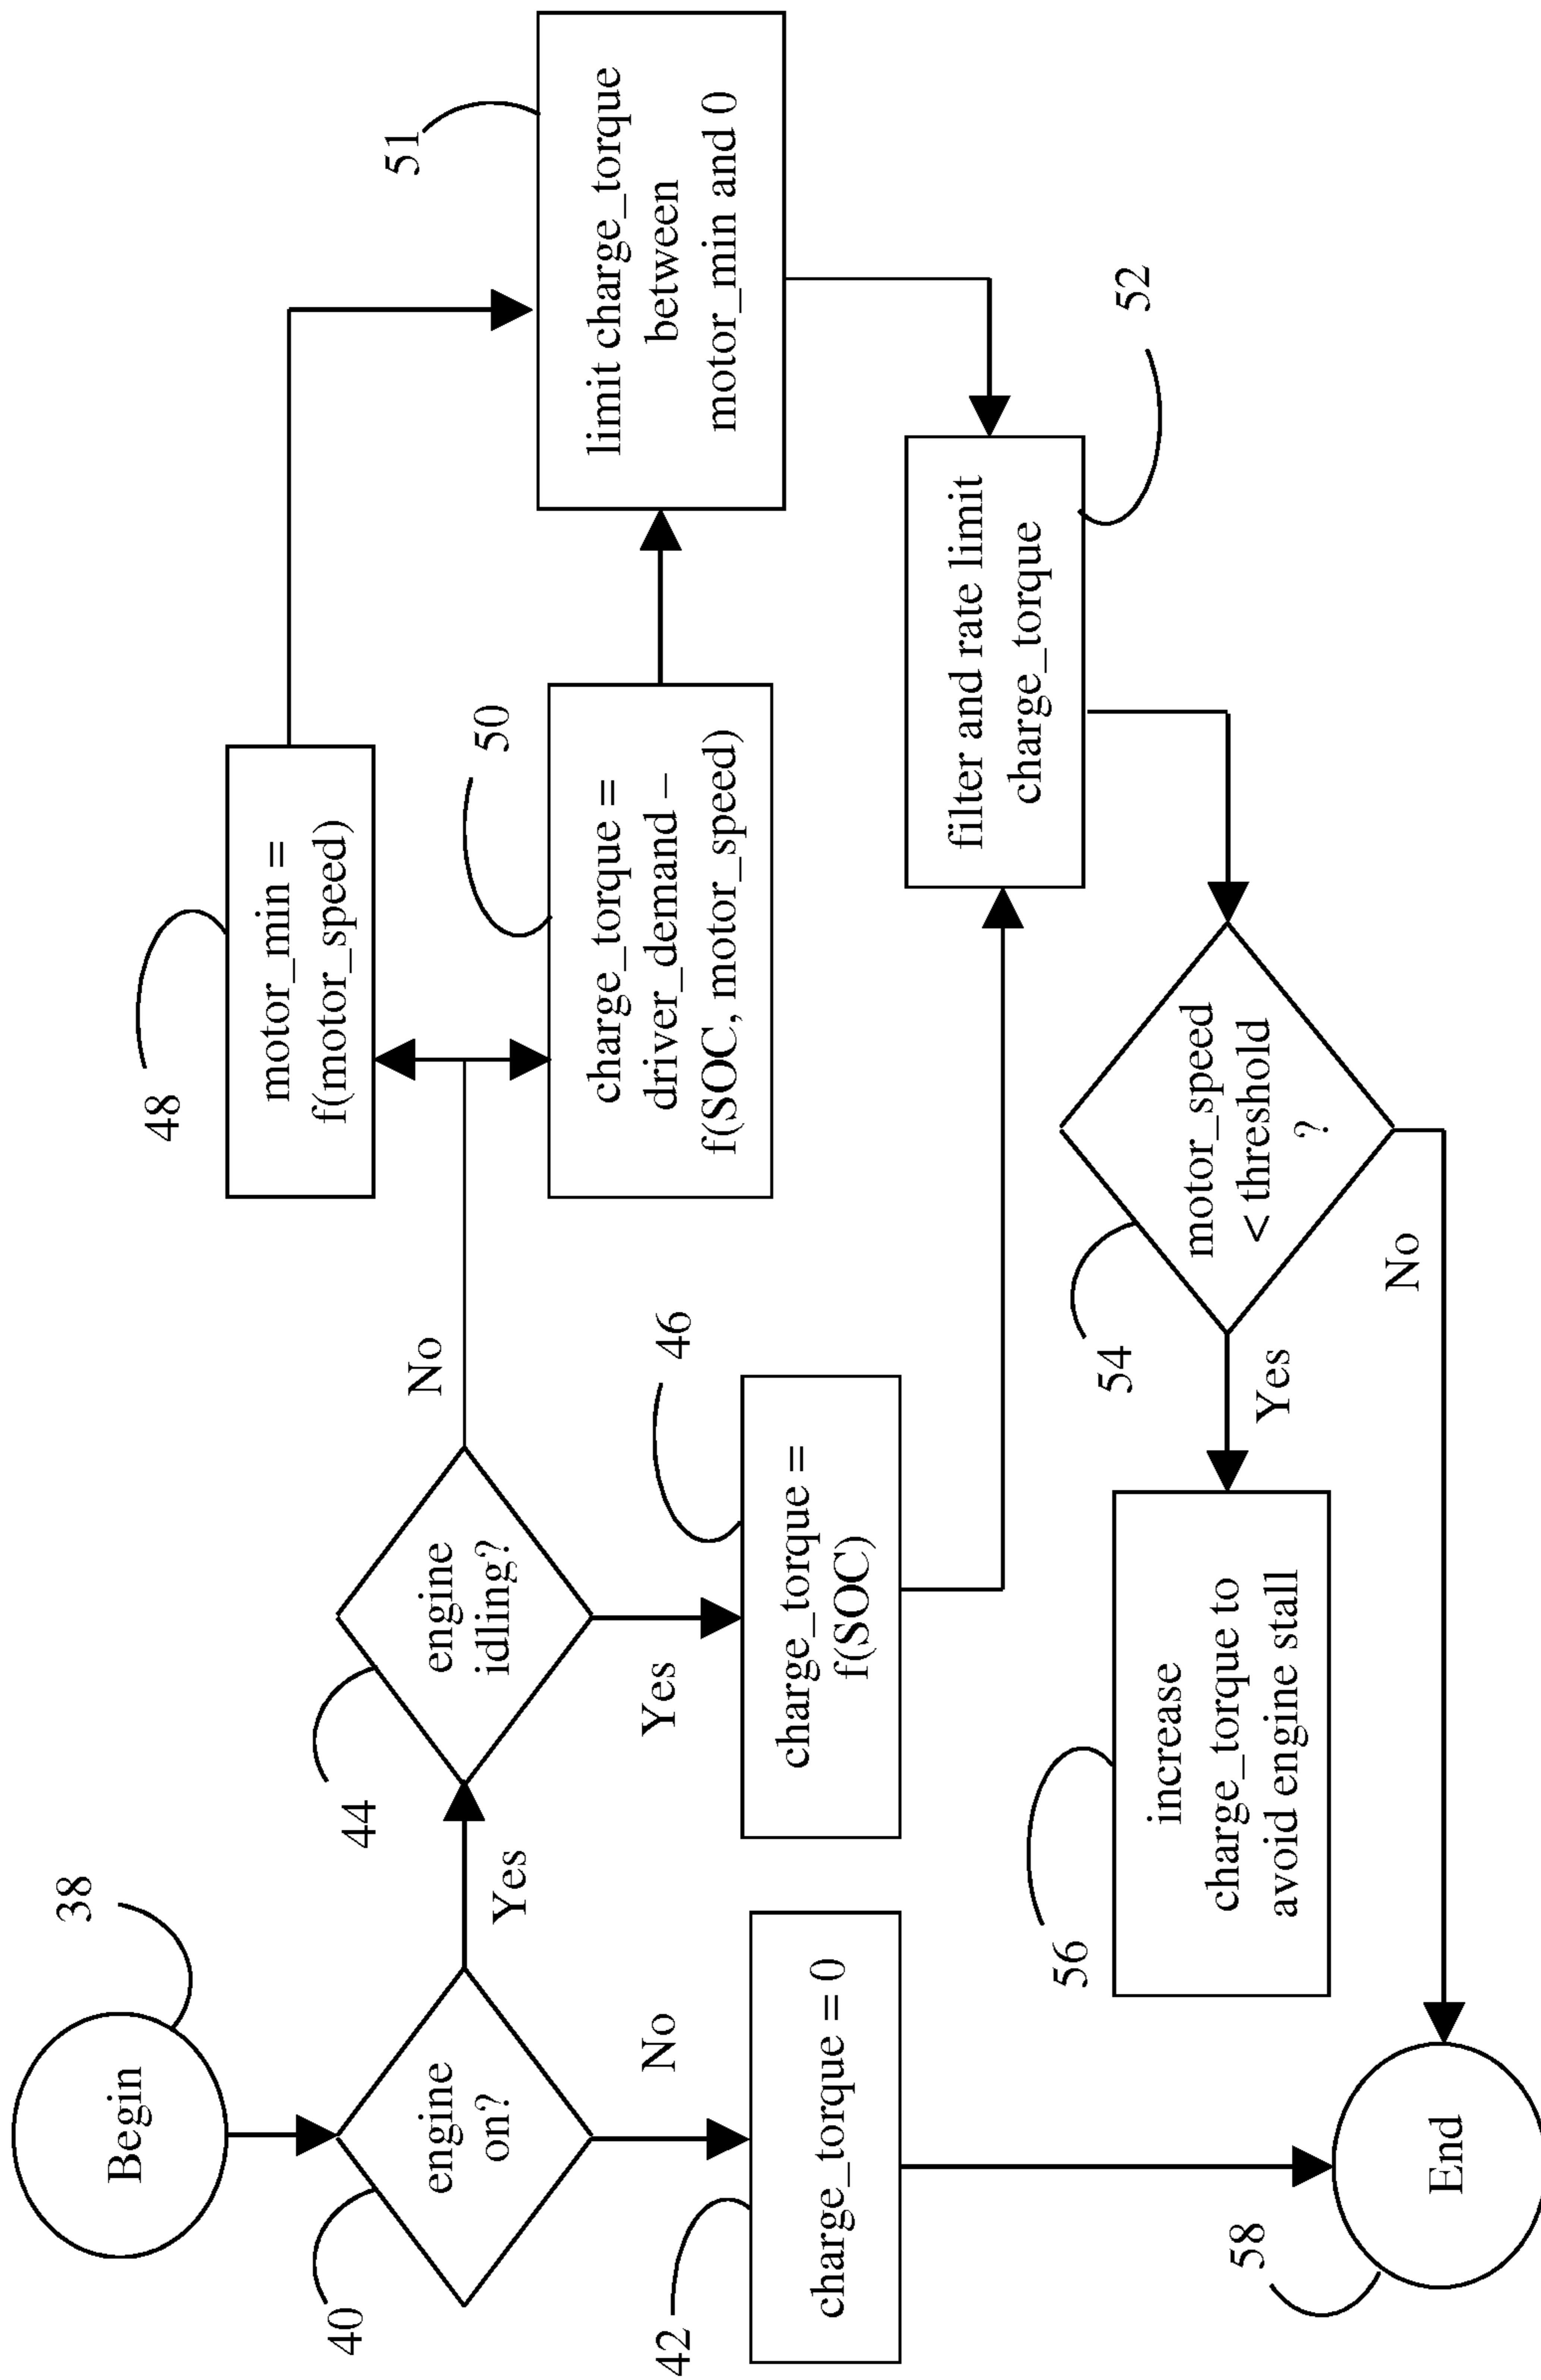 38
Begin
40
engine
on?
Yes
No
42
charge_torque = 0
44
engine
idling?
No
Yes
46
charge_torque =
f(SOC)
48
motor_min =
f(motor_speed)
50
charge_torque =
driver_demand –
f(SOC, motor_speed)
51
limit charge_torque
between
motor_min and 0
52
filter and rate limit
charge_torque
54
motor_speed
< threshold
?
Yes
No
56
increase
charge_torque to
avoid engine stall
58
End